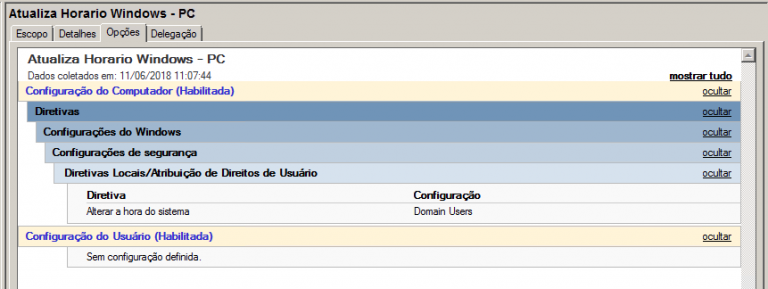 Atualiza Horario Windows - PC
Escopo Detalhes Opções Delegação
Atualiza Horario Windows - PC
Dados coletados em: 11/06/2018 11:07:44 mostrar tudo
Configuração do Computador (Habilitada) ocultar
Diretivas ocultar
Configurações do Windows ocultar
Configurações de segurança ocultar
Diretivas Locais/Atribuição de Direitos de Usuário ocultar
Diretiva Configuração
Alterar a hora do sistema Domain Users
Configuração do Usuário (Habilitada) ocultar
Sem configuração definida.